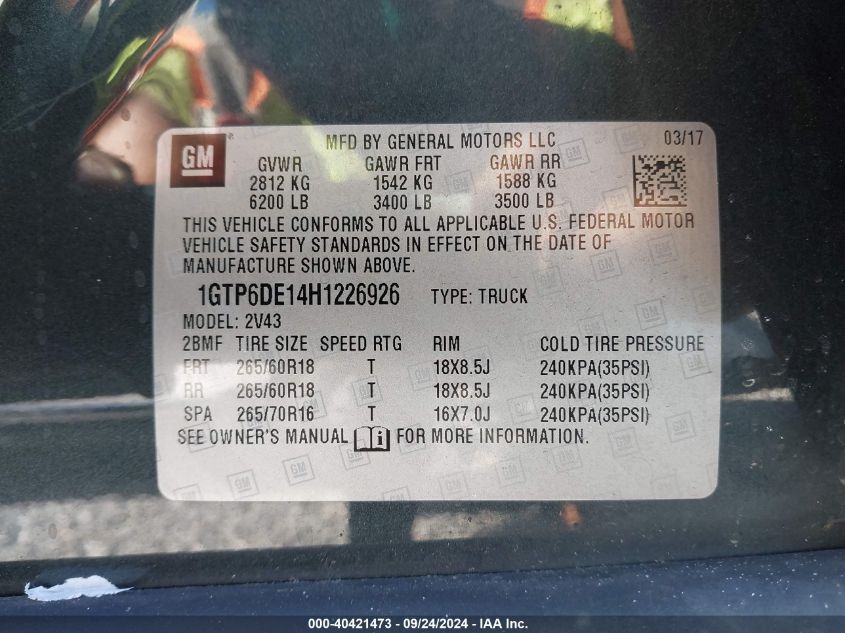 GM
MFD BY GENERAL MOTORS LLC 03/17
GVWR GAWR FRT GAWR RR
2812 KG 1542 KG 1588 KG
6200 LB 3400 LB 3500 LB
THIS VEHICLE CONFORMS TO ALL APPLICABLE U.S. FEDERAL MOTOR
VEHICLE SAFETY STANDARDS IN EFFECT ON THE DATE OF
MANUFACTURE SHOWN ABOVE.
1GTP6DE14H1226926 TYPE: TRUCK
MODEL: 2V43
2BMF TIRE SIZE SPEED RTG RIM COLD TIRE PRESSURE
FRT 265/60R18 T 18X8.5J 240KPA(35PSI)
RR 265/60R18 T 18X8.5J 240KPA(35PSI)
SPA 265/70R16 T 16X7.0J 240KPA(35PSI)
SEE OWNER'S MANUAL FOR MORE INFORMATION.
000-40421473 - 09/24/2024 - IAA Inc.